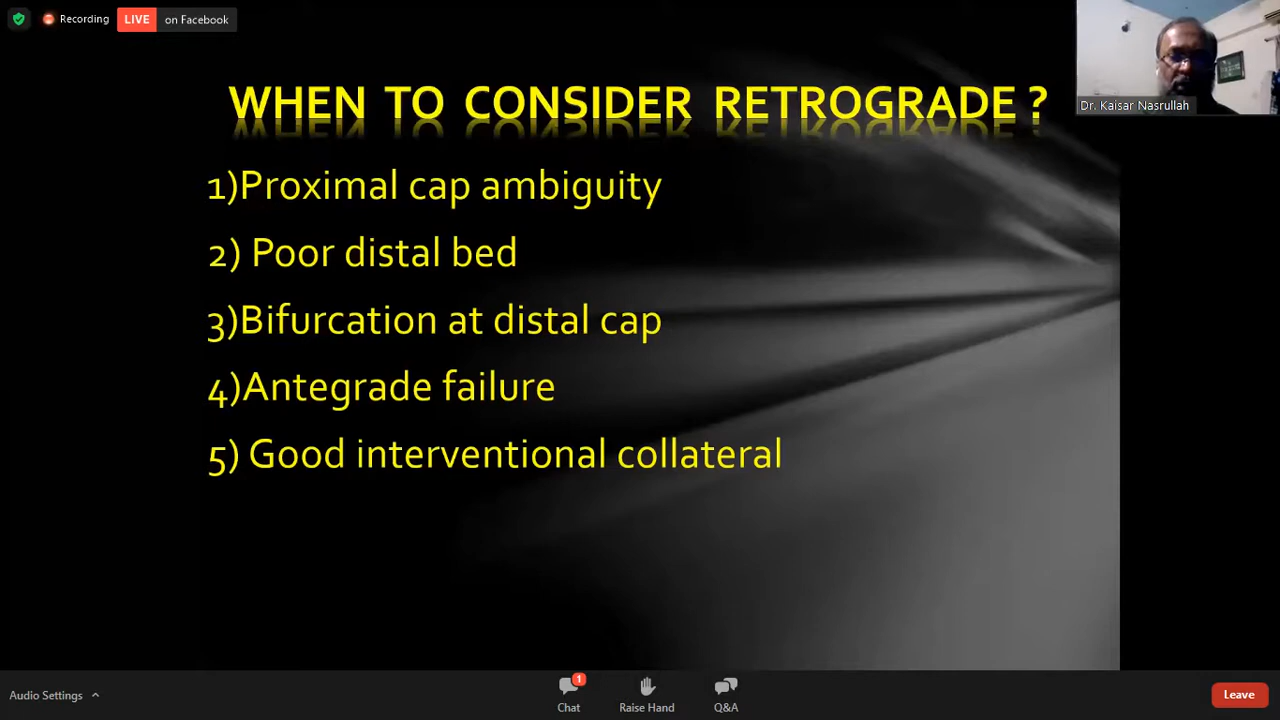 Recording
LIVE on Facebook
WHEN TO CONSIDER RETROGRADE ?
Dr. Kaisar Nasrullah
1)Proximal cap ambiguity
2) Poor distal bed
3)Bifurcation at distal cap
4)Antegrade failure
5) Good interventional collateral
Audio Settings
1
Chat
Raise Hand
Q&A
Leave